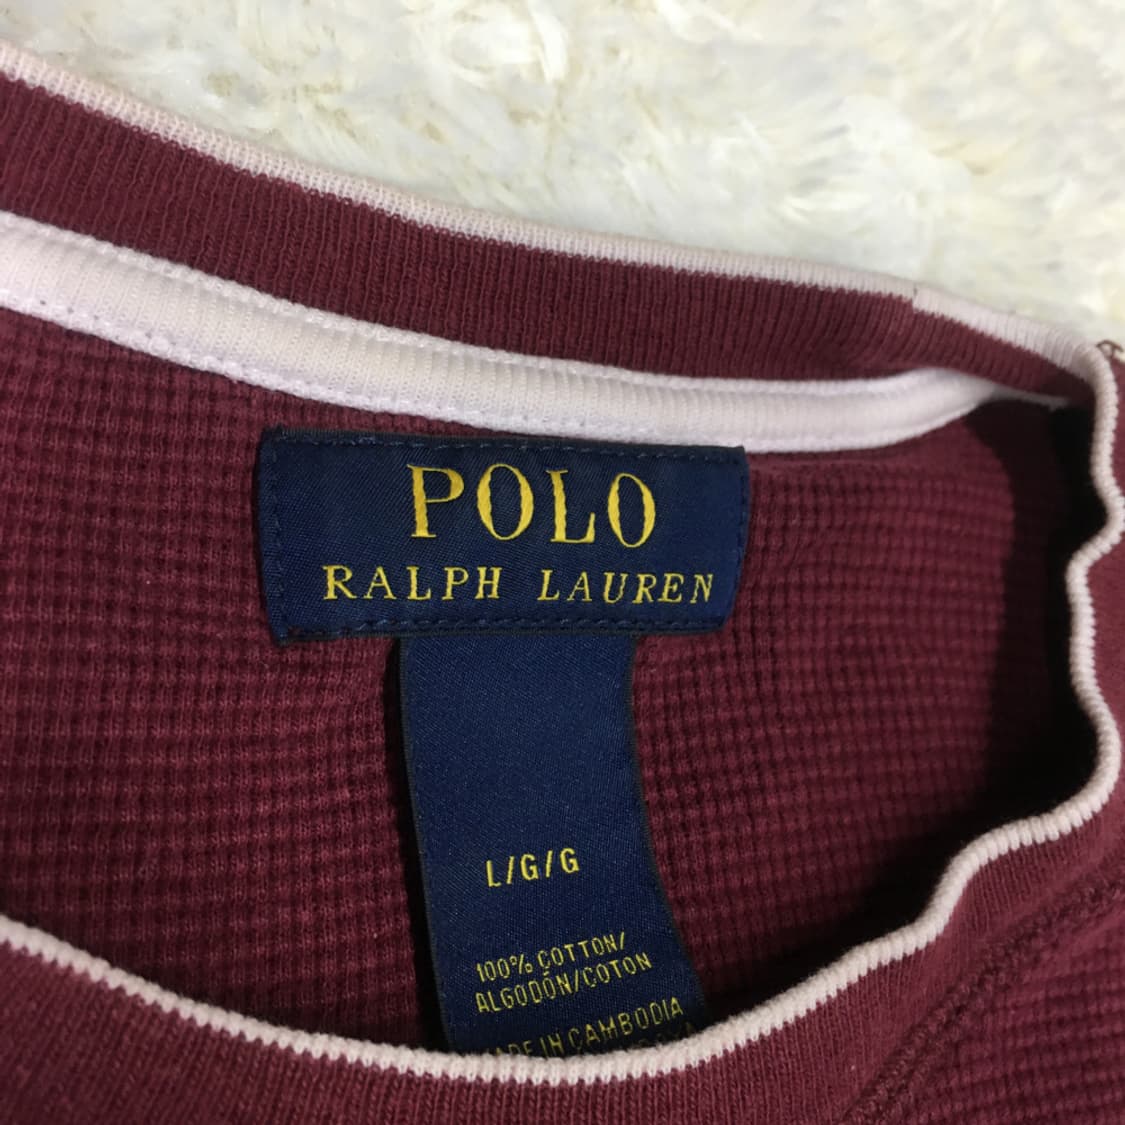 POLO
RALPH LAUREN
L/G/G
100% COTTON/
ALGODÓN/COTON
MADE IN CAMBODIA